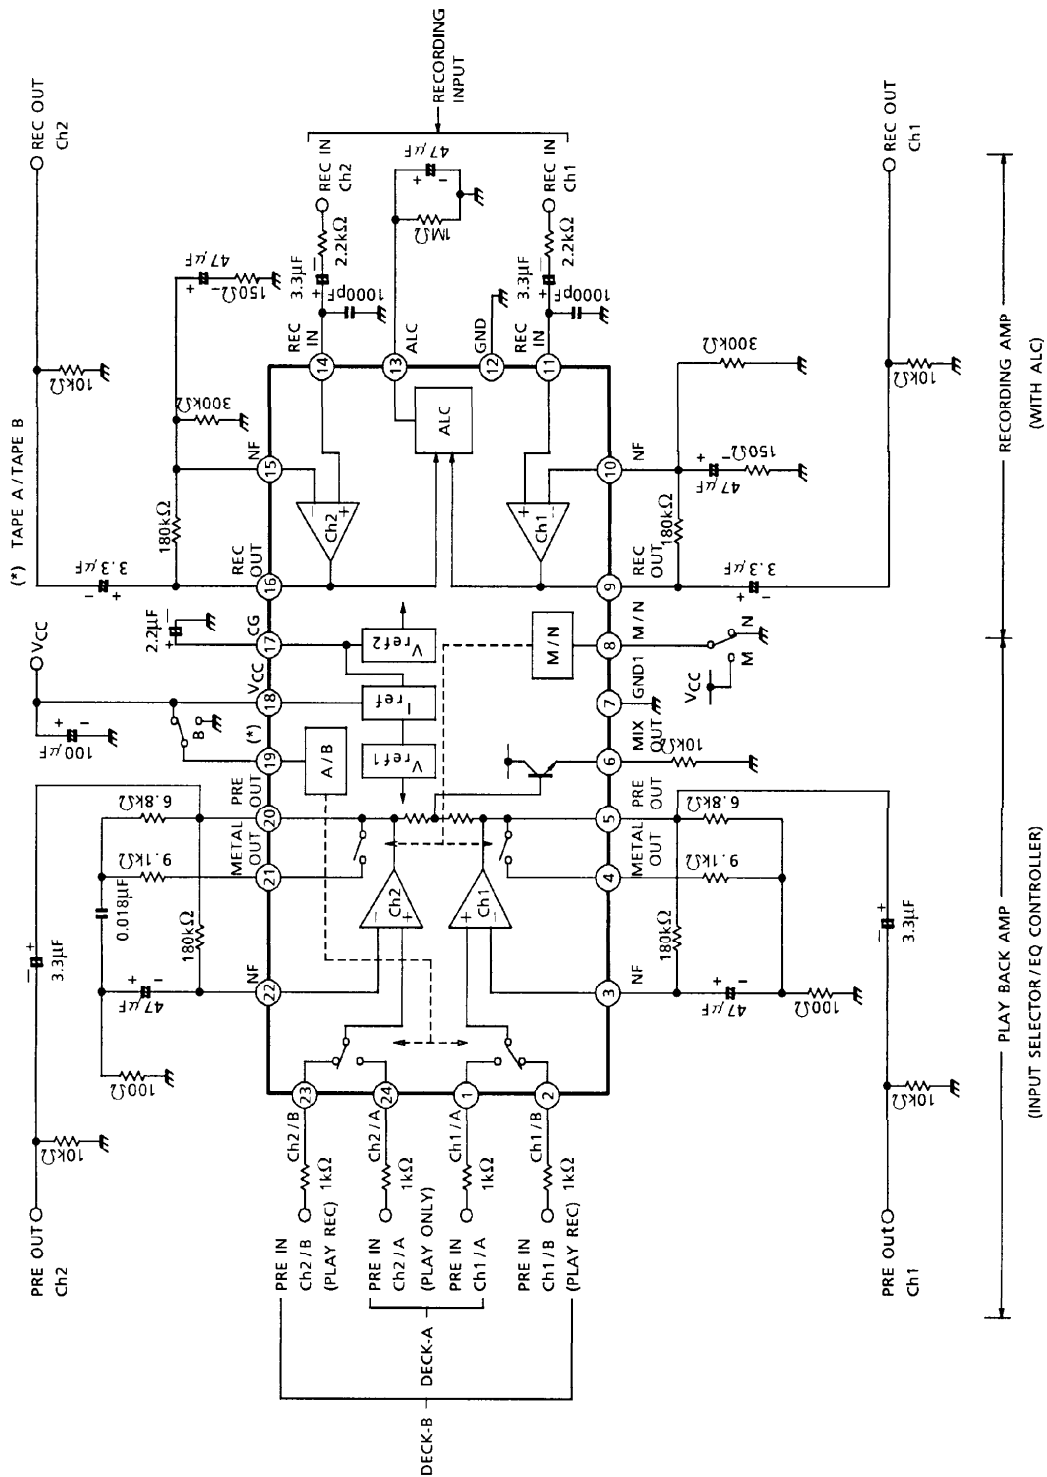 REC OUT
Ch2
10kΩ
(*) TAPE A/TAPE B
3.3μF
180kΩ
300kΩ
47μF
150Ω
NF
15
REC OUT
16
VCC
100μF
B
2.2μF
CG
17
VCC
18
(*)
19
PRE OUT
20
METAL OUT
21
6.8kΩ
9.1kΩ
0.018μF
180kΩ
47μF
NF
22
100Ω
3.3μF
10kΩ
PRE OUT
Ch2
RECORDING
INPUT
REC IN
Ch2
2.2kΩ
3.3μF
1000pF
REC
IN
14
47μF
1MΩ
ALC
13
GND
12
REC IN
Ch1
2.2kΩ
3.3μF
1000pF
REC
IN
11
ALC
Ch2
Ch1
Vref2
Iref
Vref1
A/B
M/N
Ch2
Ch1
23
24
1
2
Ch2/B
Ch2/A
Ch1/A
Ch1/B
1kΩ
1kΩ
1kΩ
1kΩ
PRE IN
Ch2/B
(PLAY REC)
PRE IN
Ch2/A
(PLAY ONLY)
PRE IN
Ch1/A
PRE IN
Ch1/B
(PLAY REC)
DECK-A
DECK-B
10
NF
300kΩ
150Ω
47μF
180kΩ
9
REC
OUT
3.3μF
10kΩ
REC OUT
Ch1
8
M/N
N
M
VCC
7
GND1
6
MIX
OUT
10kΩ
5
PRE
OUT
4
METAL
OUT
6.8kΩ
9.1kΩ
180kΩ
3
NF
47μF
100Ω
3.3μF
10kΩ
PRE OUT
Ch1
PLAY BACK AMP
(INPUT SELECTOR/EQ CONTROLLER)
RECORDING AMP
(WITH ALC)